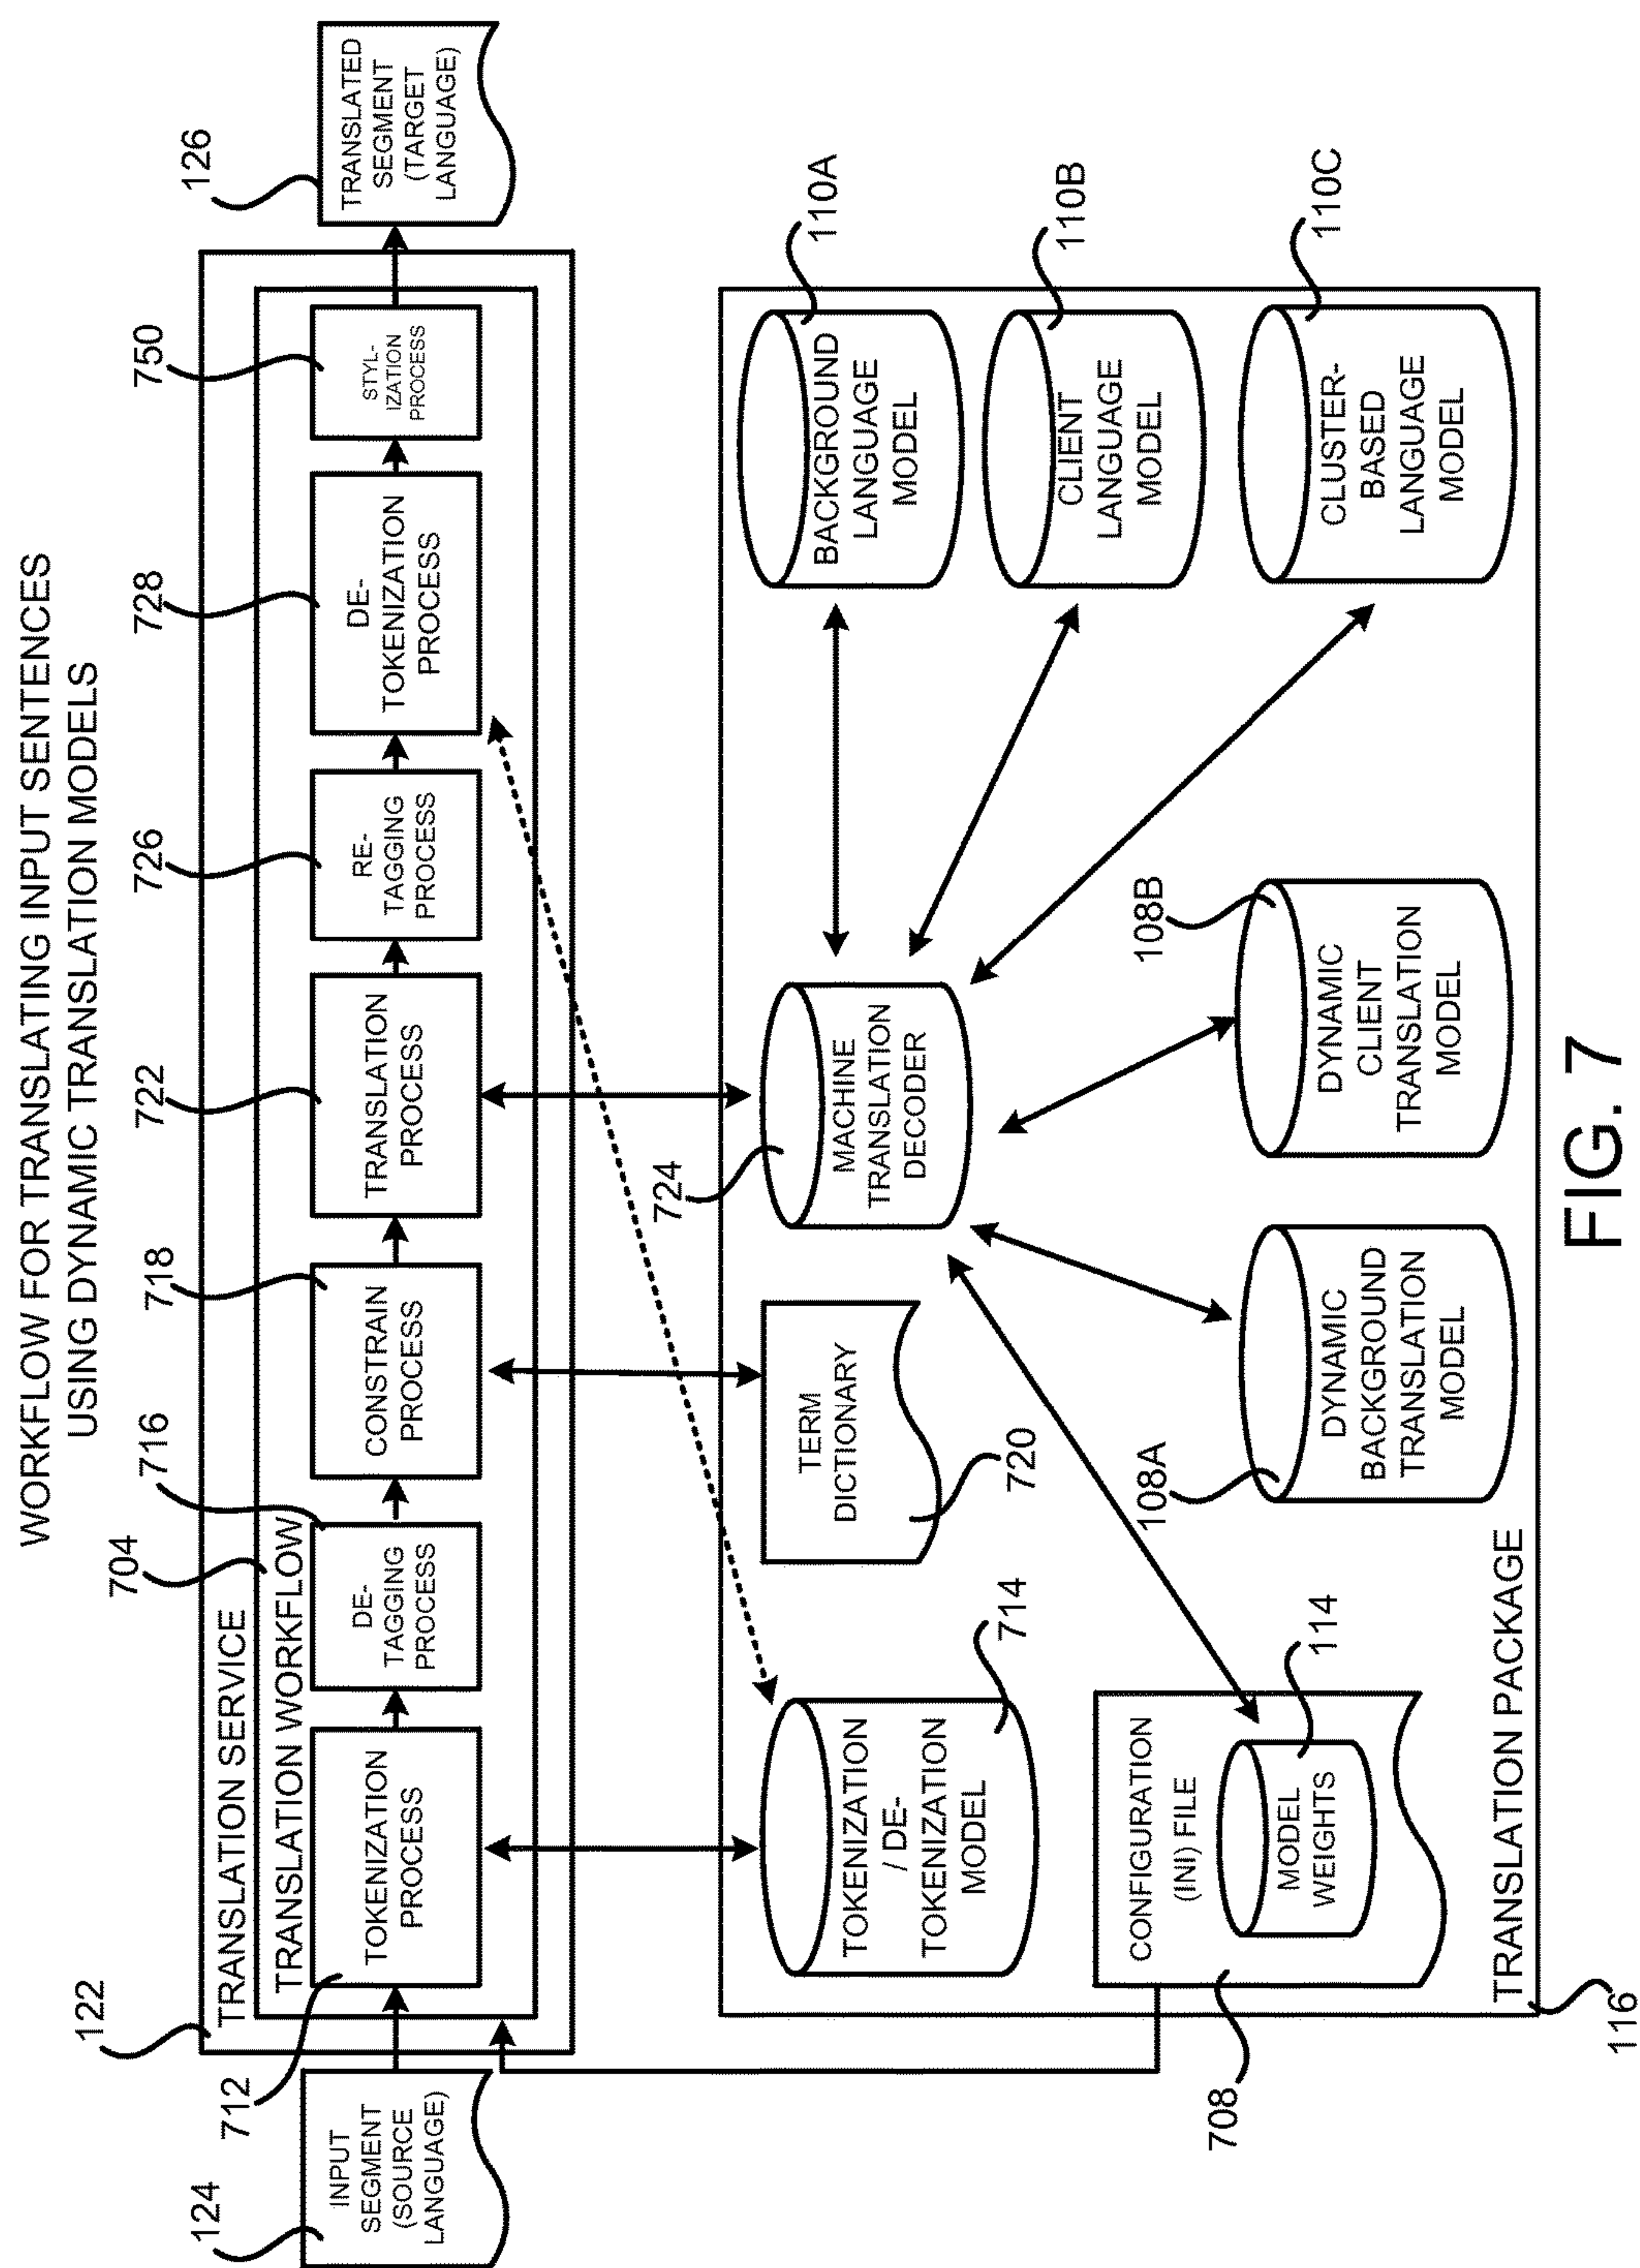 WORKFLOW FOR TRANSLATING INPUT SENTENCES
USING DYNAMIC TRANSLATION MODELS
124
INPUT
SEGMENT
(SOURCE
LANGUAGE)
122
TRANSLATION SERVICE
704
TRANSLATION WORKFLOW
712
TOKENIZATION
PROCESS
716
DE-
TAGGING
PROCESS
718
CONSTRAIN
PROCESS
722
TRANSLATION
PROCESS
726
RE-
TAGGING
PROCESS
728
DE-
TOKENIZATION
PROCESS
750
STYL-
IZATION
PROCESS
126
TRANSLATED
SEGMENT
(TARGET
LANGUAGE)
TOKENIZATION
/ DE-
TOKENIZATION
MODEL
714
TERM
DICTIONARY
720
724
MACHINE
TRANSLATION
DECODER
BACKGROUND
LANGUAGE
MODEL
110A
CLIENT
LANGUAGE
MODEL
110B
CLUSTER-
BASED
LANGUAGE
MODEL
110C
708
CONFIGURATION
(INI) FILE
MODEL
WEIGHTS
114
108A
DYNAMIC
BACKGROUND
TRANSLATION
MODEL
108B
DYNAMIC
CLIENT
TRANSLATION
MODEL
TRANSLATION PACKAGE
116
FIG. 7